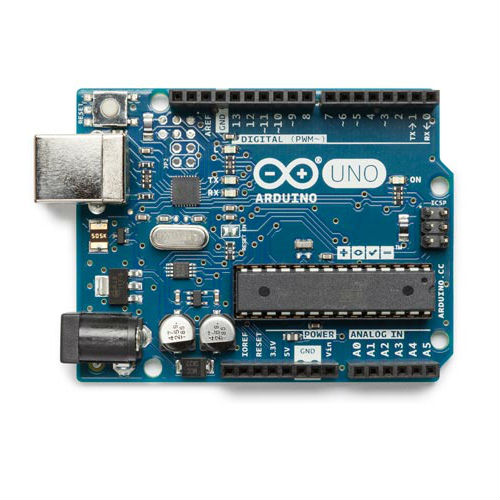 RESET
AREF
GND
13
12
~11
~10
~9
8
7
~6
~5
4
~3
2
TX→1
RX←0
DIGITAL (PWM~)
TX
RX
ON
UNO
ARDUINO
ICSP
RESET EN
ARDUINO.CC
POWER
ANALOG IN
IOREF
RESET
3.3V
5V
GND
Vin
A0
A1
A2
A3
A4
A5